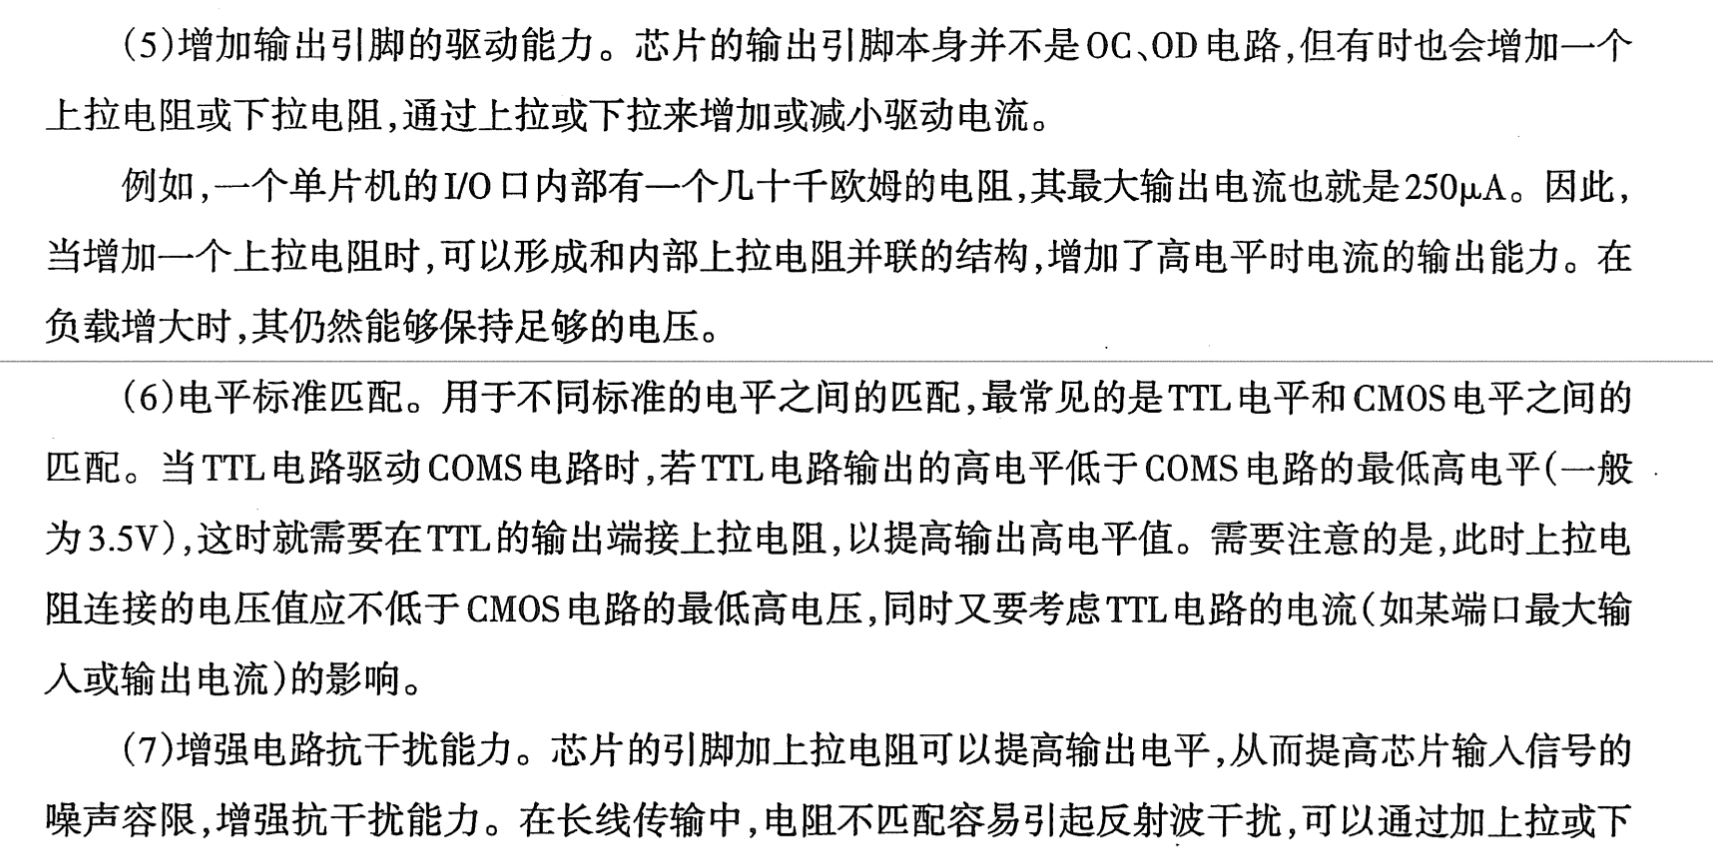 (5)增加输出引脚的驱动能力。芯片的输出引脚本身并不是OC、OD电路,但有时也会增加一个
上拉电阻或下拉电阻,通过上拉或下拉来增加或减小驱动电流。
例如,一个单片机的I/O口内部有一个几十千欧姆的电阻,其最大输出电流也就是250μA。因此,
当增加一个上拉电阻时,可以形成和内部上拉电阻并联的结构,增加了高电平时电流的输出能力。在
负载增大时,其仍然能够保持足够的电压。
(6)电平标准匹配。用于不同标准的电平之间的匹配,最常见的是TTL电平和CMOS电平之间的
匹配。当TTL电路驱动COMS电路时,若TTL电路输出的高电平低于COMS电路的最低高电平(一般
为3.5V),这时就需要在TTL的输出端接上拉电阻,以提高输出高电平值。需要注意的是,此时上拉电
阻连接的电压值应不低于CMOS电路的最低高电压,同时又要考虑TTL电路的电流(如某端口最大输
入或输出电流)的影响。
(7)增强电路抗干扰能力。芯片的引脚加上拉电阻可以提高输出电平,从而提高芯片输入信号的
噪声容限,增强抗干扰能力。在长线传输中,电阻不匹配容易引起反射波干扰,可以通过加上拉或下